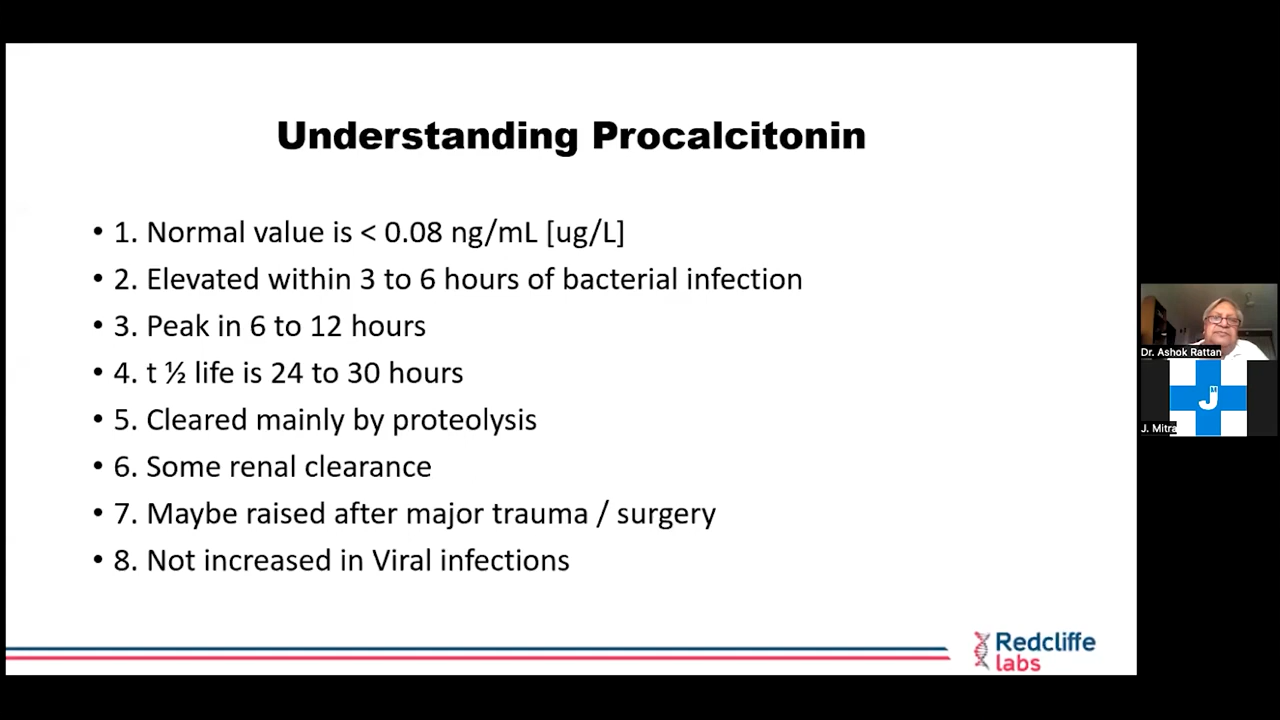 Understanding Procalcitonin
• 1. Normal value is < 0.08 ng/mL [ug/L]
• 2. Elevated within 3 to 6 hours of bacterial infection
• 3. Peak in 6 to 12 hours
• 4. t ½ life is 24 to 30 hours
• 5. Cleared mainly by proteolysis
• 6. Some renal clearance
• 7. Maybe raised after major trauma / surgery
• 8. Not increased in Viral infections
Redcliffe
labs
Dr. Ashok Rattan
JM
J. Mitra